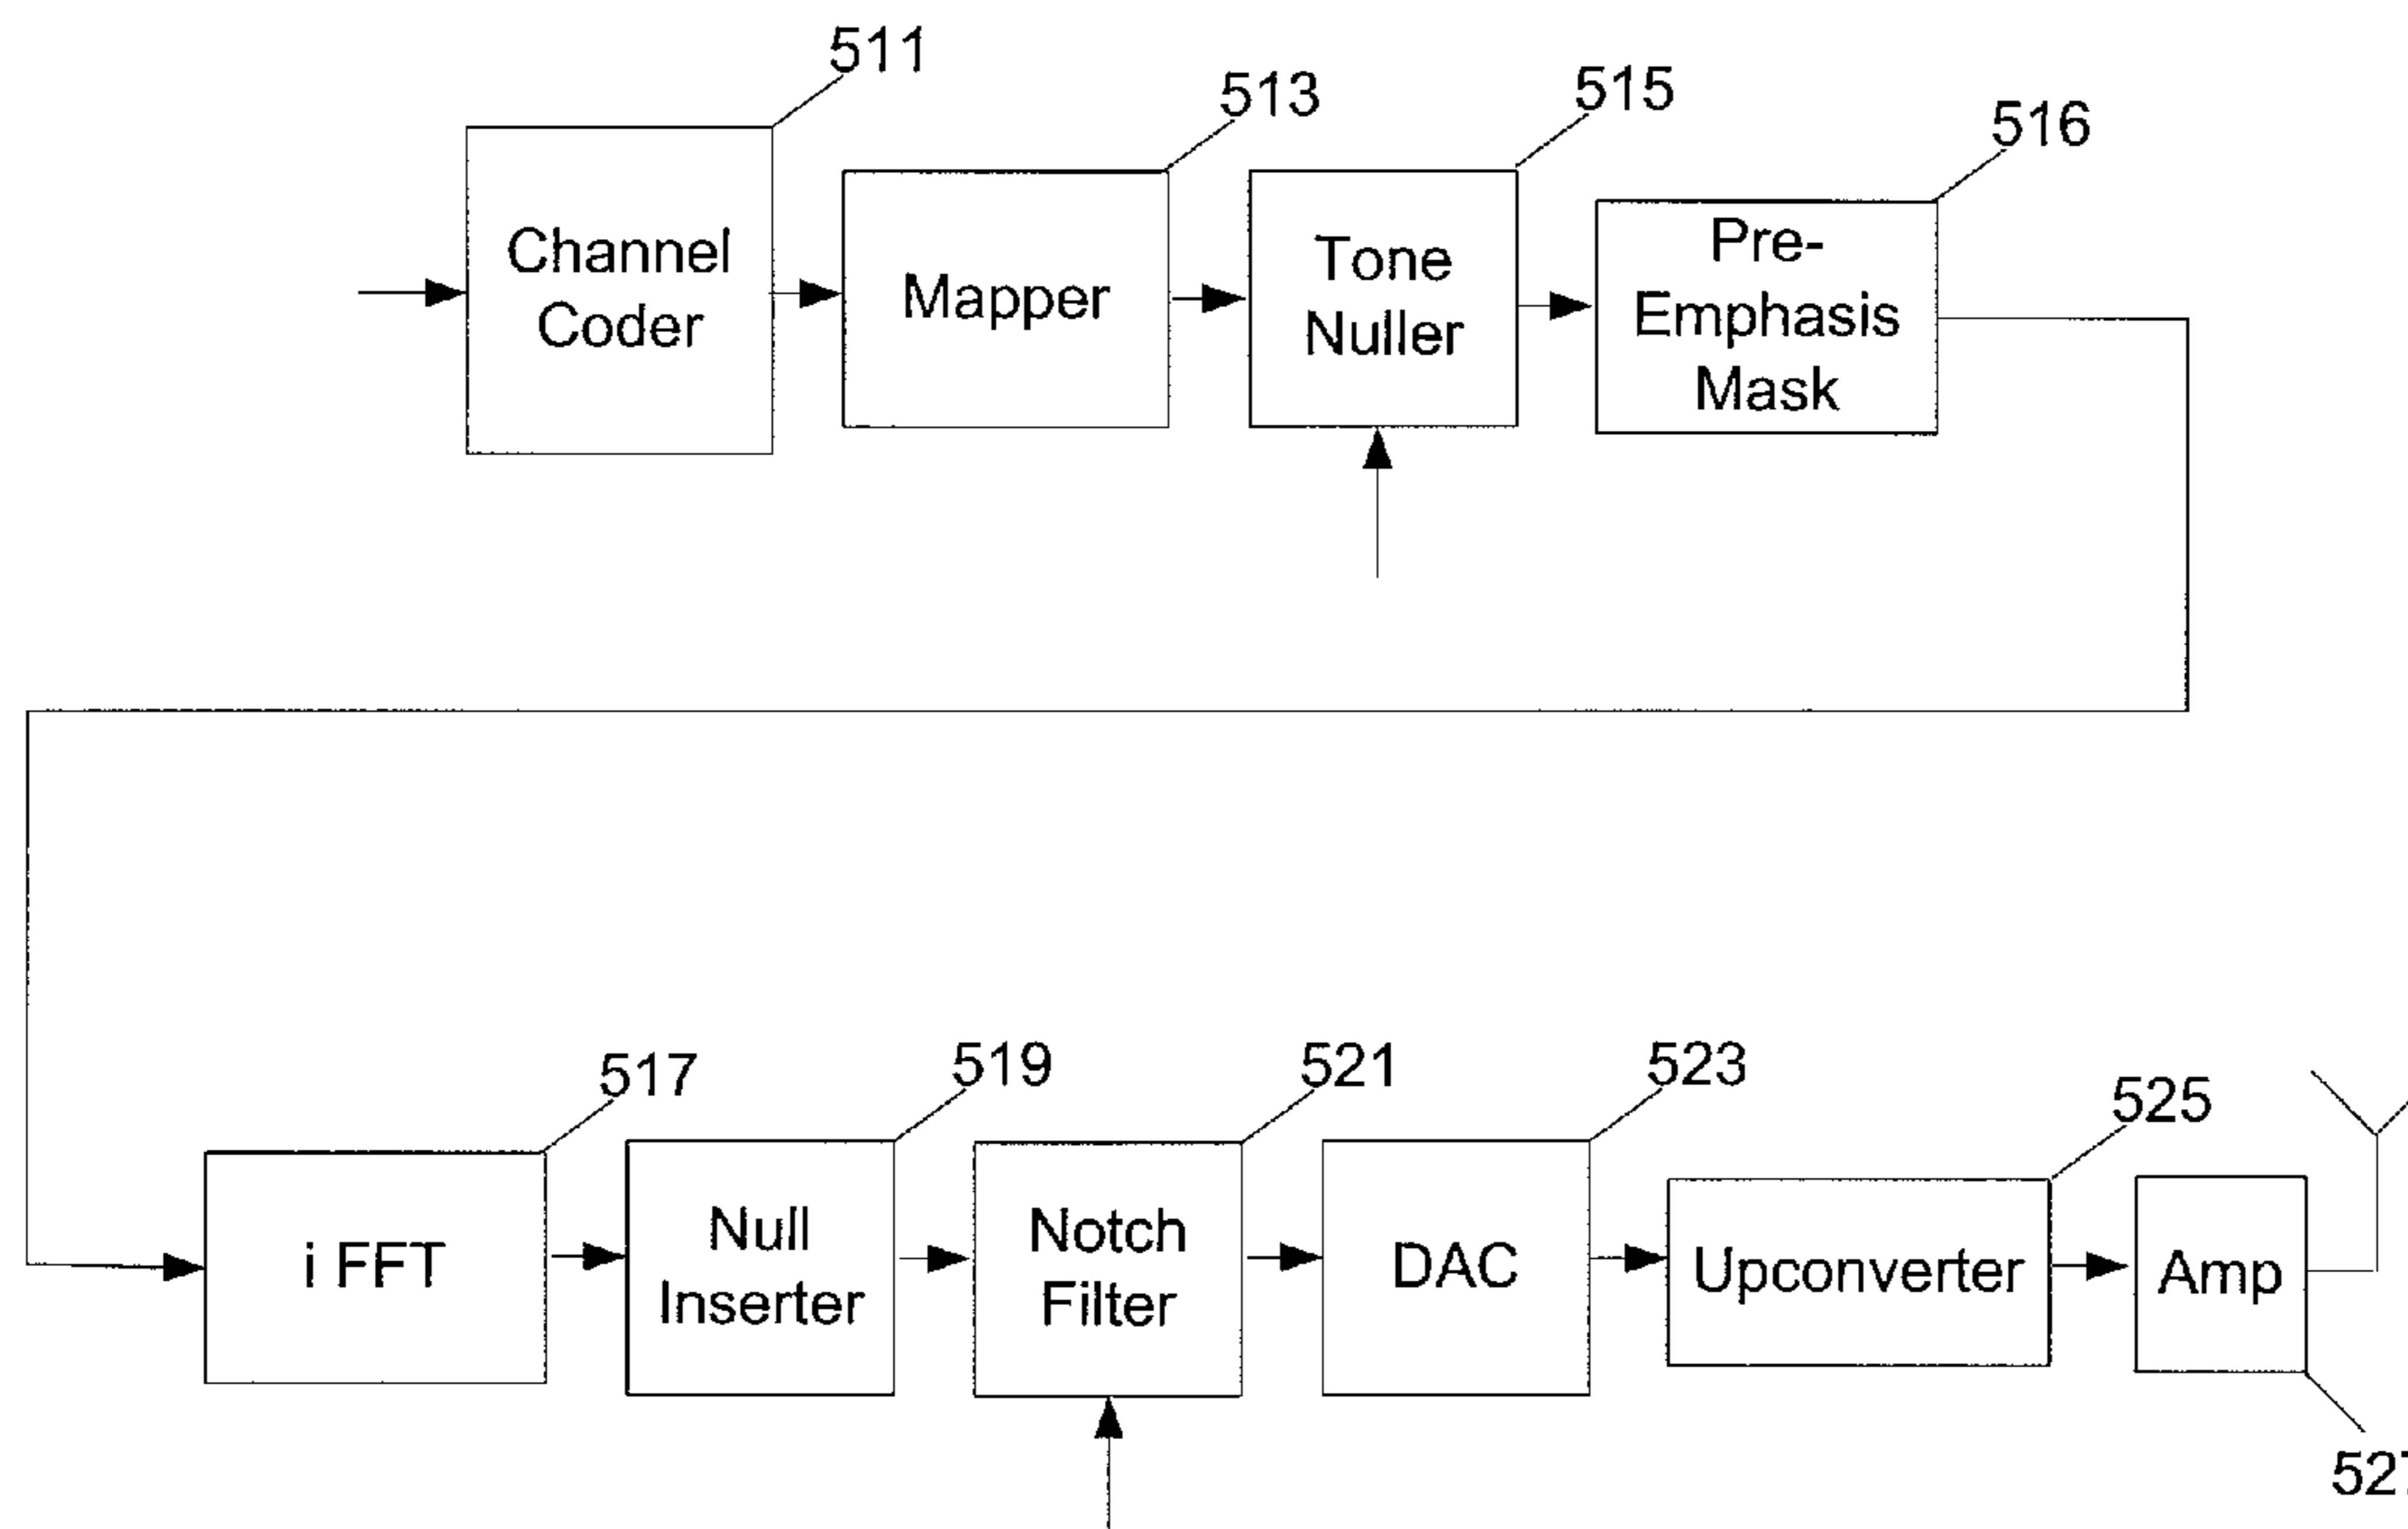 511
513
515
516
Channel
Coder
Mapper
Tone
Nuller
Pre-
Emphasis
Mask
517
519
521
523
525
i FFT
Null
Inserter
Notch
Filter
DAC
Upconverter
Amp
527